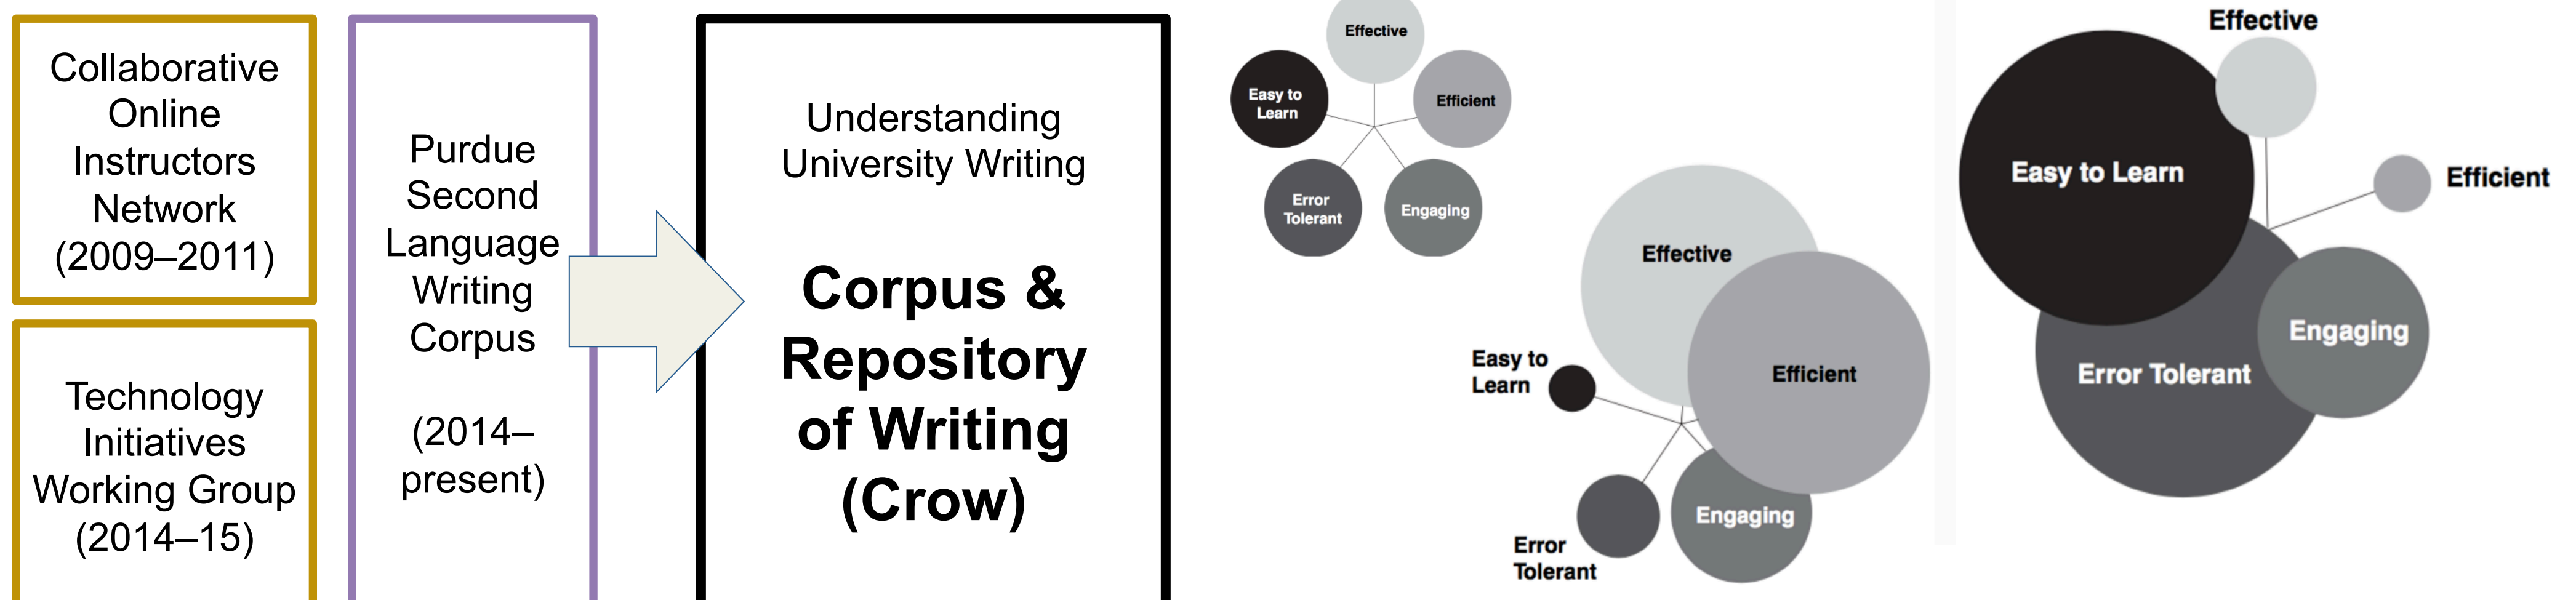 Collaborative
Online
Instructors
Network
(2009–2011)
Technology
Initiatives
Working Group
(2014–15)
Purdue
Second
Language
Writing
Corpus
(2014–
present)
Understanding
University Writing
Corpus &
Repository
of Writing
(Crow)
Effective
Easy to
Learn
Efficient
Error
Tolerant
Engaging
Effective
Efficient
Easy to
Learn
Engaging
Error
Tolerant
Effective
Easy to Learn
Efficient
Engaging
Error Tolerant